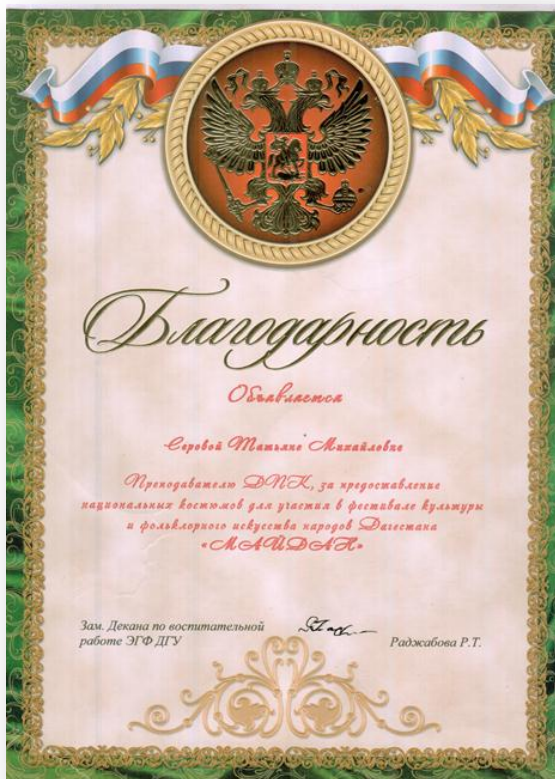 Благодарность
Объявляется
Серовой Татьяне Михайловне
Преподавателю ДПК, за предоставление
национальных костюмов для участия в фестивале культуры
и фольклорного искусства народов Дагестана
«МАЙДАН»
Зам. Декана по воспитательной
работе ЭГФ ДГУ
Раджабова Р.Т.